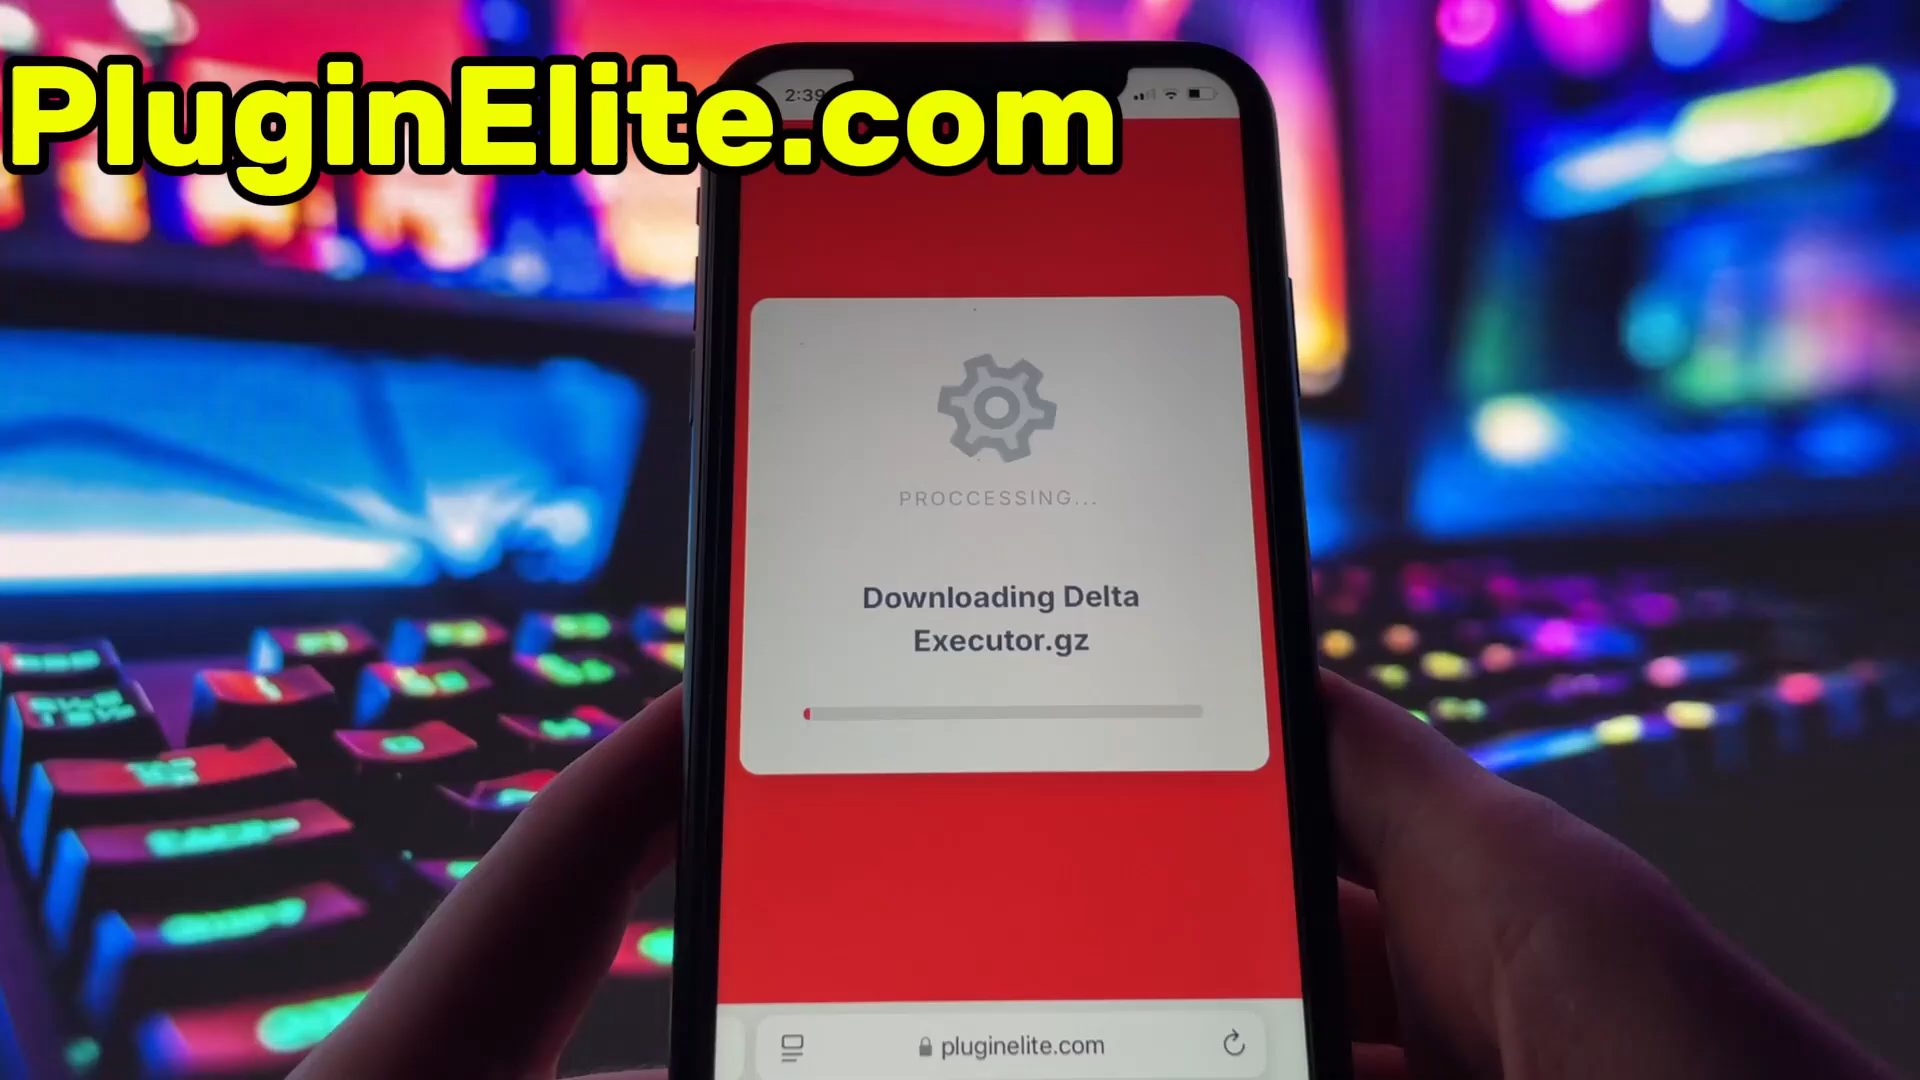 PluginElite.com
2:39
PROCCESSING...
Downloading Delta
Executor.gz
pluginelite.com